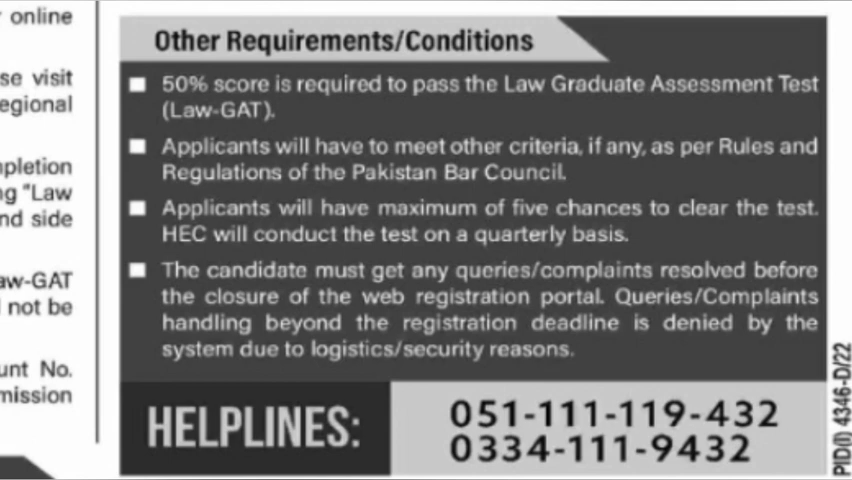 online
se visit
egional
mpletion
ng "Law
nd side
aw-GAT
not be
unt No.
mission
Other Requirements/Conditions
50% score is required to pass the Law Graduate Assessment Test
(Law-GAT).
Applicants will have to meet other criteria, if any, as per Rules and
Regulations of the Pakistan Bar Council.
Applicants will have maximum of five chances to clear the test.
HEC will conduct the test on a quarterly basis.
The candidate must get any queries/complaints resolved before
the closure of the web registration portal. Queries/Complaints
handling beyond the registration deadline is denied by the
system due to logistics/security reasons.
HELPLINES:
051-111-119-432
0334-111-9432
PID(I) 4346-D/22